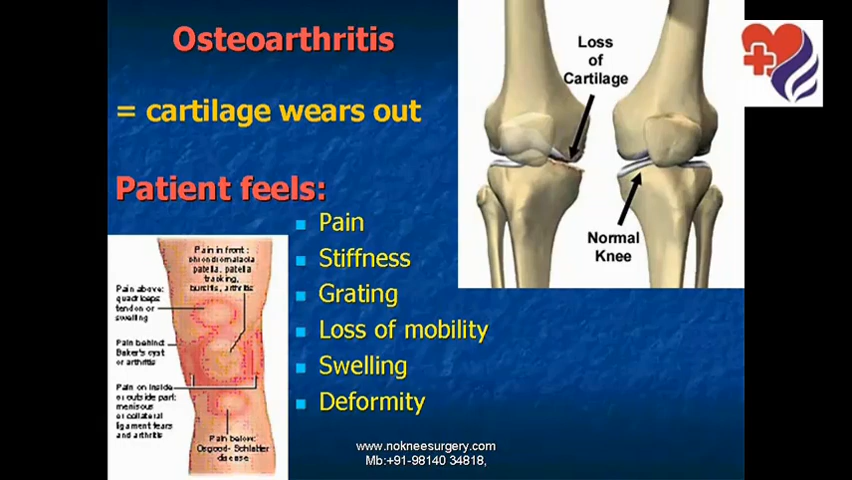 Osteoarthritis
= cartilage wears out
Patient feels:
Pain
Stiffness
Grating
Loss of mobility
Swelling
Deformity
Loss
of
Cartilage
Normal
Knee
Pain in front:
chrondromalacia
patella, patella
tracking,
bursitis, arthritis
Pain above:
quadriceps
tendon or
swelling
Pain behind:
Baker's cyst
or arthritis
Pain on inside
or outside part:
meniscus
or collateral
ligament tears
and arthritis
Pain below:
Osgood-Schlatter
disease
www.nokneesurgery.com
Mb:+91-98140 34818,